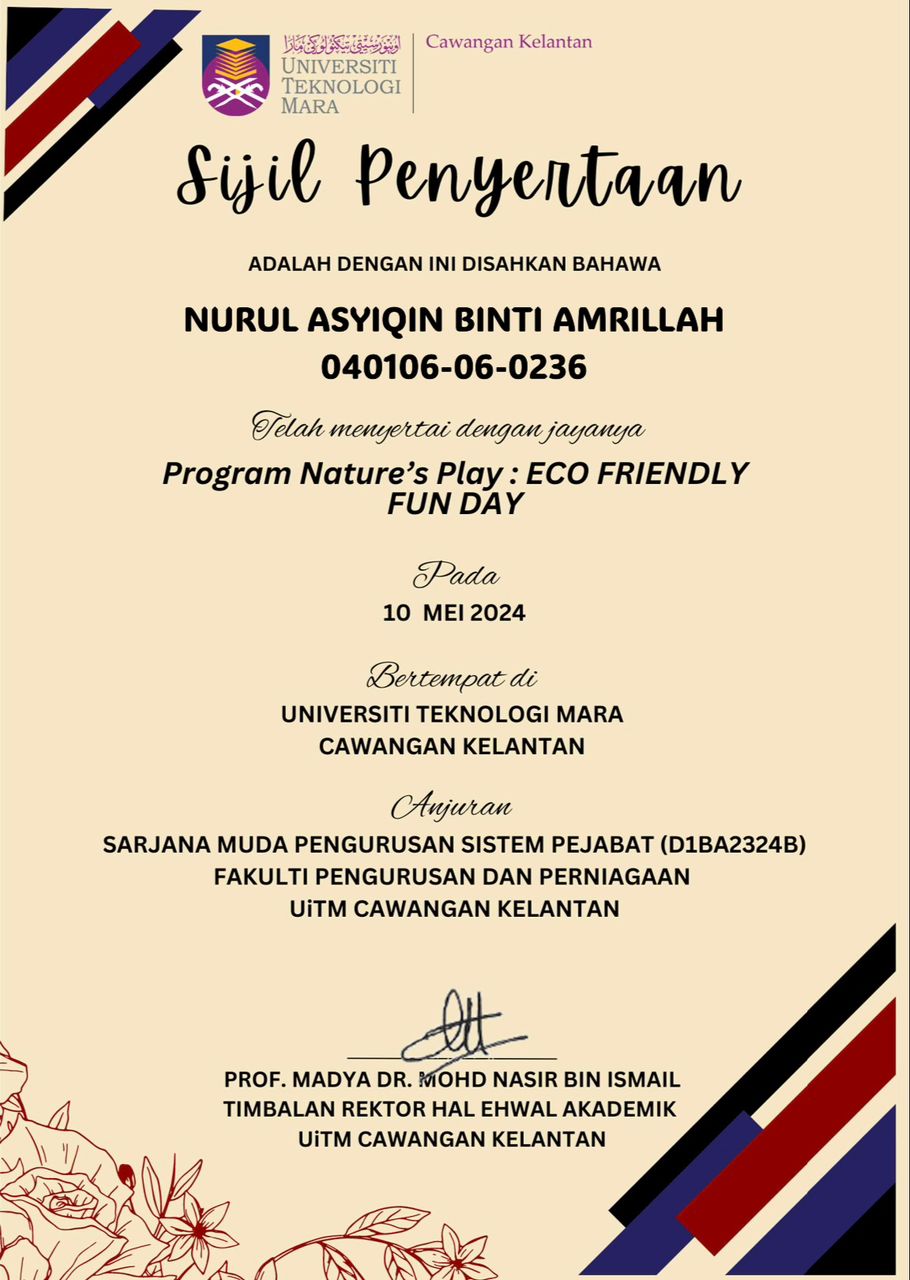 اونيۏرسيتي تيكنولوݢي مارا
UNIVERSITI
TEKNOLOGI
MARA
Cawangan Kelantan
Sijil Penyertaan
ADALAH DENGAN INI DISAHKAN BAHAWA
NURUL ASYIQIN BINTI AMRILLAH
040106-06-0236
Telah menyertai dengan jayanya
Program Nature’s Play : ECO FRIENDLY
FUN DAY
Pada
10 MEI 2024
Bertempat di
UNIVERSITI TEKNOLOGI MARA
CAWANGAN KELANTAN
Anjuran
SARJANA MUDA PENGURUSAN SISTEM PEJABAT (D1BA2324B)
FAKULTI PENGURUSAN DAN PERNIAGAAN
UiTM CAWANGAN KELANTAN
PROF. MADYA DR. MOHD NASIR BIN ISMAIL
TIMBALAN REKTOR HAL EHWAL AKADEMIK
UiTM CAWANGAN KELANTAN